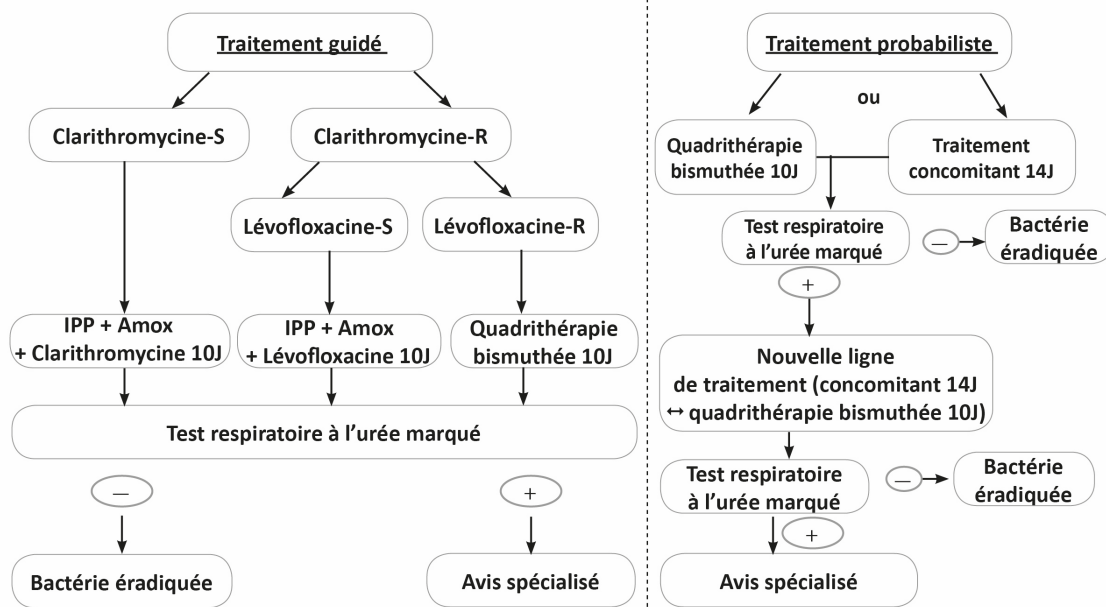 Traitement guidé
Clarithromycine-S
Clarithromycine-R
Lévofloxacine-S
Lévofloxacine-R
IPP + Amox
+ Clarithromycine 10J
IPP + Amox
+ Lévofloxacine 10J
Quadrithérapie
bismuthée 10J
Test respiratoire à l'urée marqué
−
+
Bactérie éradiquée
Avis spécialisé
Traitement probabiliste
ou
Quadrithérapie
bismuthée 10J
Traitement
concomitant 14J
Test respiratoire
à l'urée marqué
−
Bactérie
éradiquée
+
Nouvelle ligne
de traitement (concomitant 14J
↔ quadrithérapie bismuthée 10J)
Test respiratoire
à l'urée marqué
−
Bactérie
éradiquée
+
Avis spécialisé